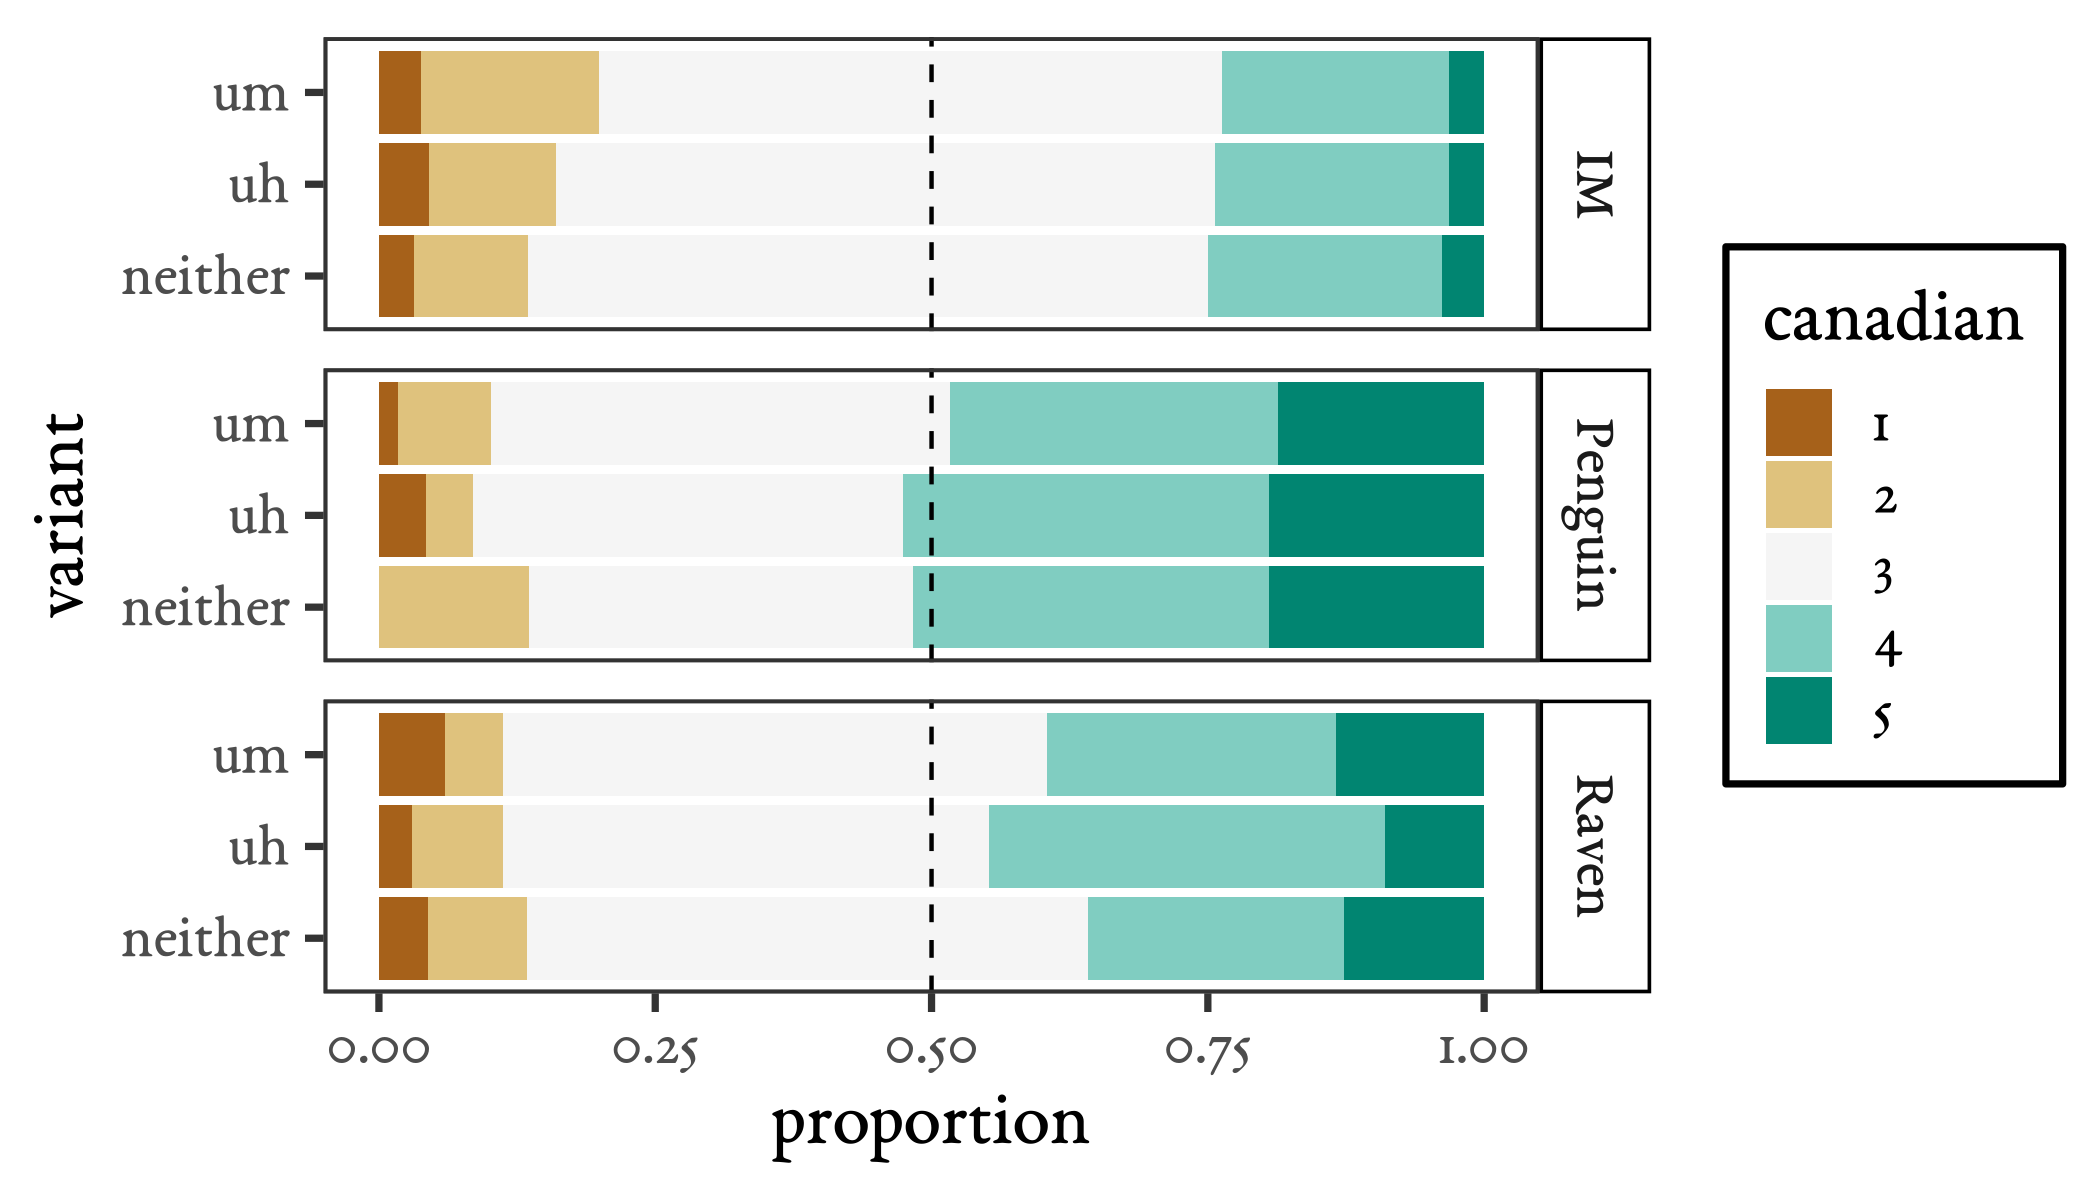 um
uh
neither
IM
um
uh
neither
Penguin
um
uh
neither
Raven
variant
0.00 0.25 0.50 0.75 1.00
proportion
canadian
1
2
3
4
5